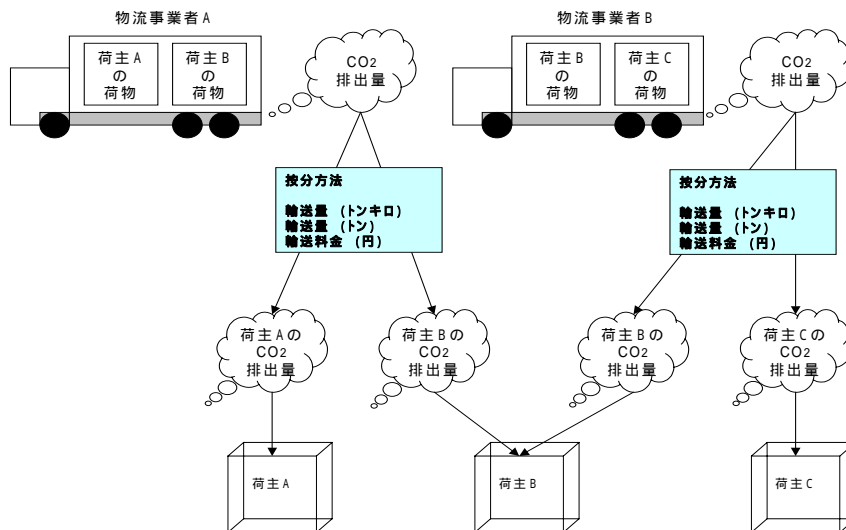 物流事業者A
物流事業者B
荷主A
の
荷物
荷主B
の
荷物
CO2
排出量
荷主B
の
荷物
荷主C
の
荷物
CO2
排出量
按分方法
輸送量 (トンキロ)
輸送量 (トン)
輸送料金 (円)
按分方法
輸送量 (トンキロ)
輸送量 (トン)
輸送料金 (円)
荷主Aの
CO2
排出量
荷主Bの
CO2
排出量
荷主Bの
CO2
排出量
荷主Cの
CO2
排出量
荷主A
荷主B
荷主C